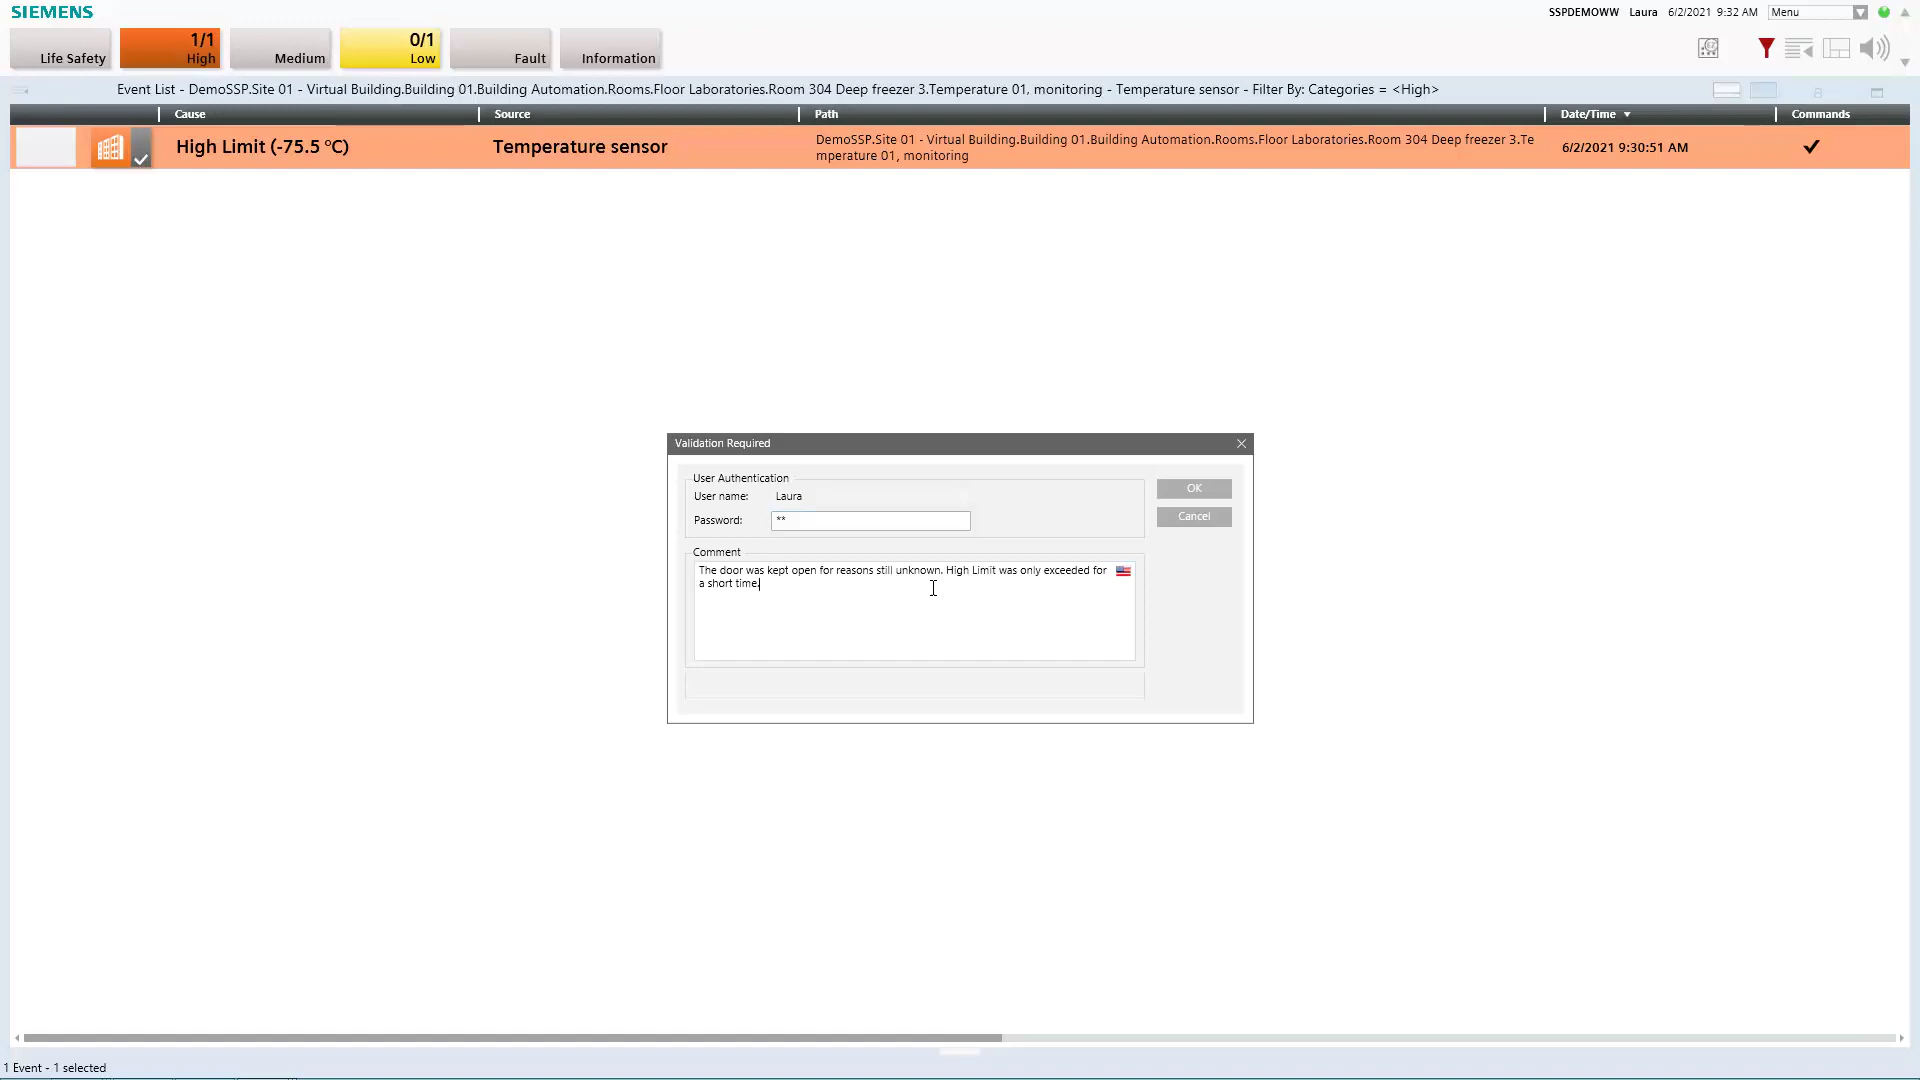 SIEMENS
SSPDEMOWW Laura 6/2/2021 9:32 AM Menu
Life Safety
1/1
High
Medium
0/1
Low
Fault
Information
Event List - DemoSSP.Site 01 - Virtual Building.Building 01.Building Automation.Rooms.Floor Laboratories.Room 304 Deep freezer 3.Temperature 01, monitoring - Temperature sensor - Filter By: Categories = <High>
Cause Source Path Date/Time Commands
High Limit (-75.5 °C) Temperature sensor
DemoSSP.Site 01 - Virtual Building.Building 01.Building Automation.Rooms.Floor Laboratories.Room 304 Deep freezer 3.Te
mperature 01, monitoring
6/2/2021 9:30:51 AM
Validation Required
User Authentication
User name: Laura
Password: **
OK
Cancel
Comment
The door was kept open for reasons still unknown. High Limit was only exceeded for
a short time.
1 Event - 1 selected